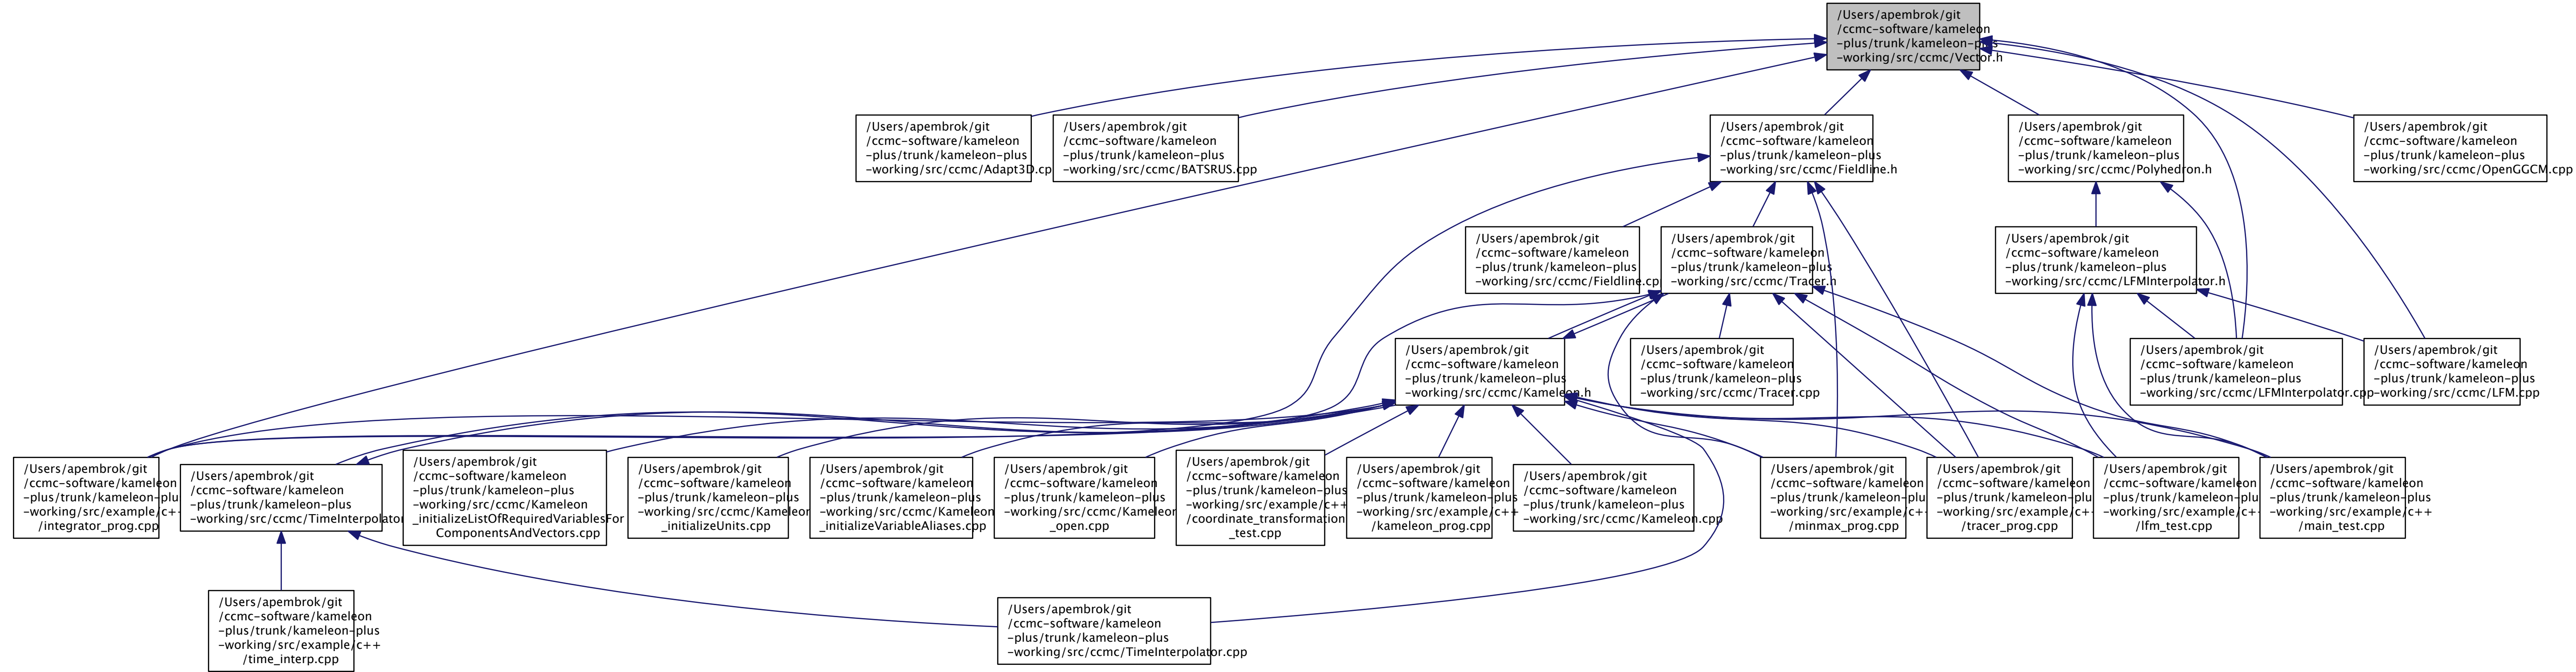 /Users/apembrok/git
/ccmc-software/kameleon
-plus/trunk/kameleon-plus
-working/src/ccmc/Vector.h
/Users/apembrok/git
/ccmc-software/kameleon
-plus/trunk/kameleon-plus
-working/src/ccmc/Adapt3D.cpp
/Users/apembrok/git
/ccmc-software/kameleon
-plus/trunk/kameleon-plus
-working/src/ccmc/BATSRUS.cpp
/Users/apembrok/git
/ccmc-software/kameleon
-plus/trunk/kameleon-plus
-working/src/ccmc/Fieldline.h
/Users/apembrok/git
/ccmc-software/kameleon
-plus/trunk/kameleon-plus
-working/src/ccmc/Polyhedron.h
/Users/apembrok/git
/ccmc-software/kameleon
-plus/trunk/kameleon-plus
-working/src/ccmc/OpenGGCM.cpp
/Users/apembrok/git
/ccmc-software/kameleon
-plus/trunk/kameleon-plus
-working/src/ccmc/Fieldline.cpp
/Users/apembrok/git
/ccmc-software/kameleon
-plus/trunk/kameleon-plus
-working/src/ccmc/Tracer.h
/Users/apembrok/git
/ccmc-software/kameleon
-plus/trunk/kameleon-plus
-working/src/ccmc/LFMInterpolator.h
/Users/apembrok/git
/ccmc-software/kameleon
-plus/trunk/kameleon-plus
-working/src/ccmc/Kameleon.h
/Users/apembrok/git
/ccmc-software/kameleon
-plus/trunk/kameleon-plus
-working/src/ccmc/Tracer.cpp
/Users/apembrok/git
/ccmc-software/kameleon
-plus/trunk/kameleon-plus
-working/src/ccmc/LFMInterpolator.cpp
/Users/apembrok/git
/ccmc-software/kameleon
-plus/trunk/kameleon-plus
-working/src/ccmc/LFM.cpp
/Users/apembrok/git
/ccmc-software/kameleon
-plus/trunk/kameleon-plus
-working/src/example/c++
/integrator_prog.cpp
/Users/apembrok/git
/ccmc-software/kameleon
-plus/trunk/kameleon-plus
-working/src/ccmc/TimeInterpolator
/Users/apembrok/git
/ccmc-software/kameleon
-plus/trunk/kameleon-plus
-working/src/ccmc/Kameleon
_initializeListOfRequiredVariablesFor
ComponentsAndVectors.cpp
/Users/apembrok/git
/ccmc-software/kameleon
-plus/trunk/kameleon-plus
-working/src/ccmc/Kameleon
_initializeUnits.cpp
/Users/apembrok/git
/ccmc-software/kameleon
-plus/trunk/kameleon-plus
-working/src/ccmc/Kameleon
_initializeVariableAliases.cpp
/Users/apembrok/git
/ccmc-software/kameleon
-plus/trunk/kameleon-plus
-working/src/ccmc/Kameleon
_open.cpp
/Users/apembrok/git
/ccmc-software/kameleon
-plus/trunk/kameleon-plus
-working/src/example/c++
/coordinate_transformation
_test.cpp
/Users/apembrok/git
/ccmc-software/kameleon
-plus/trunk/kameleon-plus
-working/src/example/c++
/kameleon_prog.cpp
/Users/apembrok/git
/ccmc-software/kameleon
-plus/trunk/kameleon-plus
-working/src/ccmc/Kameleon.cpp
/Users/apembrok/git
/ccmc-software/kameleon
-plus/trunk/kameleon-plus
-working/src/example/c++
/minmax_prog.cpp
/Users/apembrok/git
/ccmc-software/kameleon
-plus/trunk/kameleon-plus
-working/src/example/c++
/tracer_prog.cpp
/Users/apembrok/git
/ccmc-software/kameleon
-plus/trunk/kameleon-plus
-working/src/example/c++
/lfm_test.cpp
/Users/apembrok/git
/ccmc-software/kameleon
-plus/trunk/kameleon-plus
-working/src/example/c++
/main_test.cpp
/Users/apembrok/git
/ccmc-software/kameleon
-plus/trunk/kameleon-plus
-working/src/example/c++
/time_interp.cpp
/Users/apembrok/git
/ccmc-software/kameleon
-plus/trunk/kameleon-plus
-working/src/ccmc/TimeInterpolator.cpp